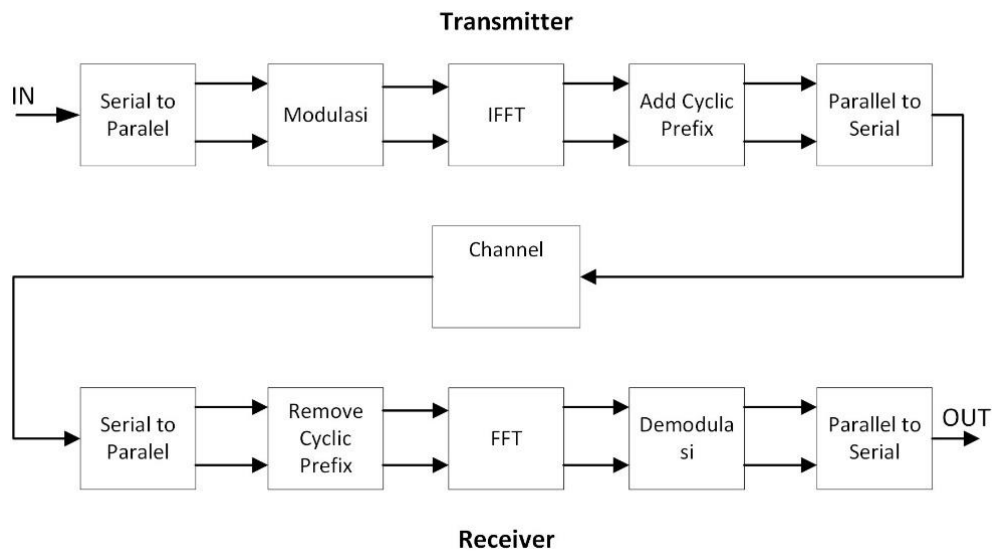 Transmitter
IN
Serial to
Paralel
Modulasi
IFFT
Add Cyclic
Prefix
Parallel to
Serial
Channel
Serial to
Paralel
Remove
Cyclic
Prefix
FFT
Demodula
si
Parallel to
Serial
OUT
Receiver